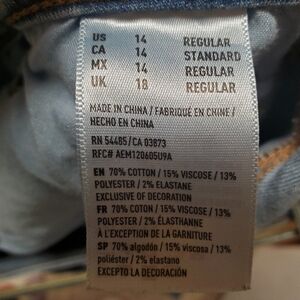 US 14 REGULAR
CA 14 STANDARD
MX 14 REGULAR
UK 18 REGULAR
MADE IN CHINA / FABRIQUÉ EN CHINE /
HECHO EN CHINA
RN 54485/CA 03873
RFC# AEM120605U9A
EN 70% COTTON / 15% VISCOSE / 13%
POLYESTER / 2% ELASTANE
EXCLUSIVE OF DECORATION
FR 70% COTON / 15% VISCOSE / 13%
POLYESTER / 2% ÉLASTHANNE
À L'EXCEPTION DE LA GARNITURE
SP 70% algodón / 15% viscosa / 13%
poliéster / 2% elastano
EXCEPTO LA DECORACIÓN